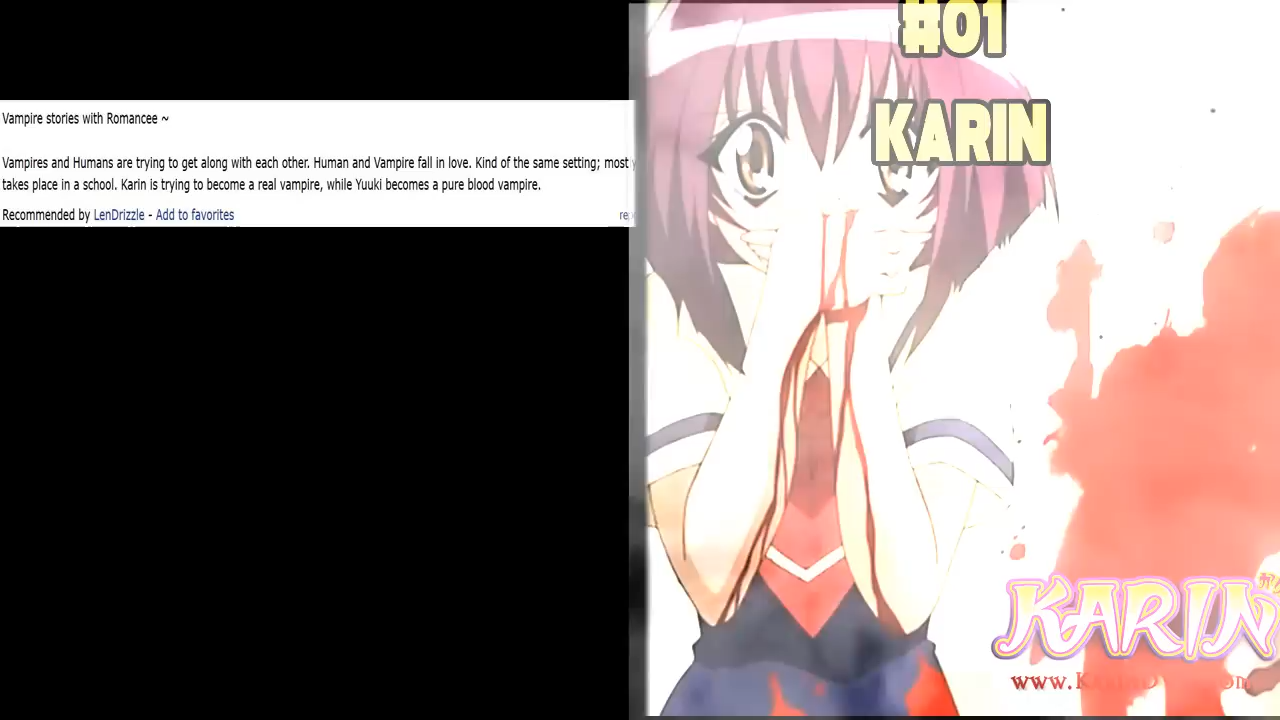 Vampire stories with Romancee ~
Vampires and Humans are trying to get along with each other. Human and Vampire fall in love. Kind of the same setting; mostly
takes place in a school. Karin is trying to become a real vampire, while Yuuki becomes a pure blood vampire.
Recommended by LenDrizzle - Add to favorites
#01
KARIN
KARIN